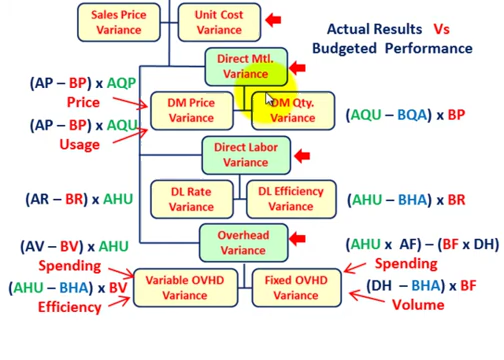 Sales Price
Variance
Unit Cost
Variance
Actual Results Vs
Budgeted Performance
Direct Mtl.
Variance
(AP – BP) x AQP
Price
(AP – BP) x AQU
Usage
DM Price
Variance
DM Qty.
Variance
(AQU – BQA) x BP
Direct Labor
Variance
(AR – BR) x AHU
DL Rate
Variance
DL Efficiency
Variance
(AHU – BHA) x BR
Overhead
Variance
(AV – BV) x AHU
Spending
(AHU – BHA) x BV
Efficiency
Variable OVHD
Variance
Fixed OVHD
Variance
(AHU x AF) – (BF x DH)
Spending
(DH – BHA) x BF
Volume